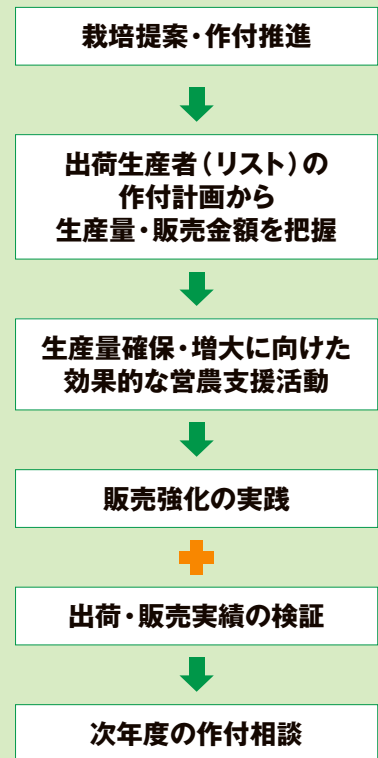 栽培提案・作付推進
出荷生産者（リスト）の
作付計画から
生産量・販売金額を把握
生産量確保・増大に向けた
効果的な営農支援活動
販売強化の実践
出荷・販売実績の検証
次年度の作付相談